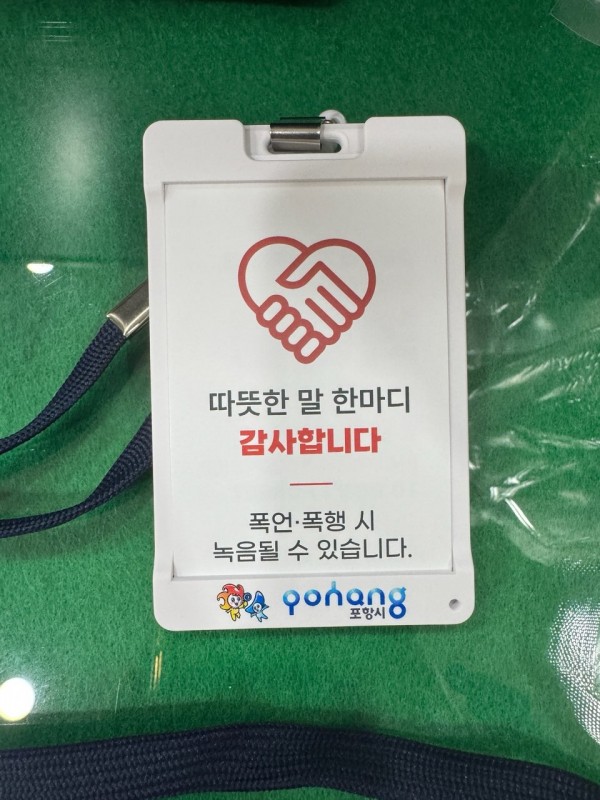 따뜻한 말 한마디
감사합니다
폭언·폭행 시
녹음될 수 있습니다.
pohang
포항시